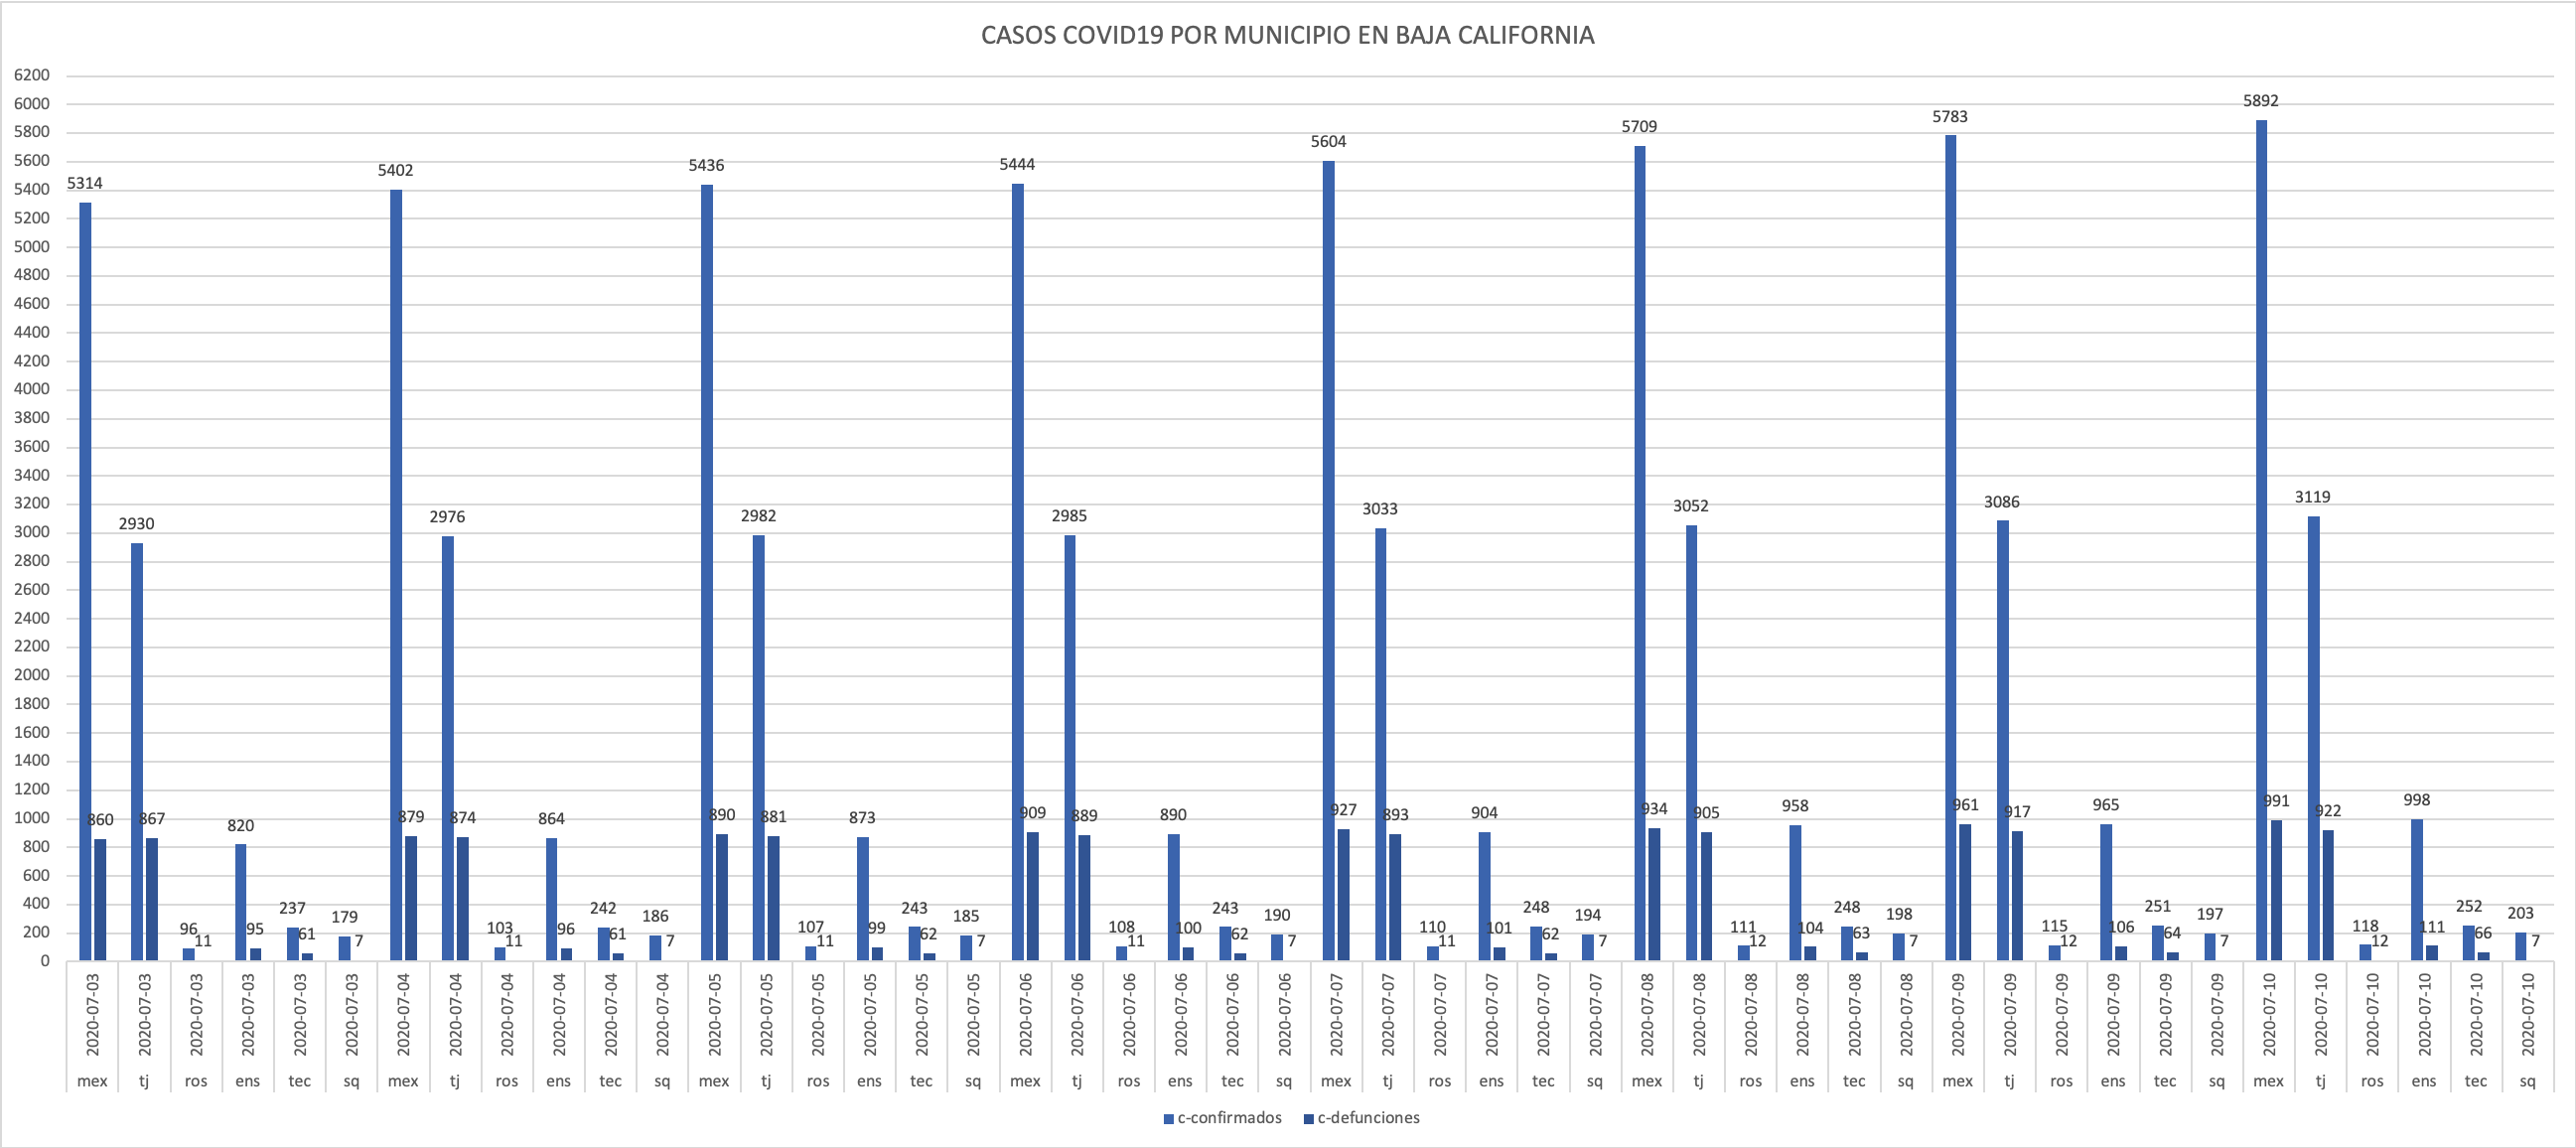 CASOS COVID19 POR MUNICIPIO EN BAJA CALIFORNIA
6200
6000
5800
5600
5400
5200
5000
4800
4600
4400
4200
4000
3800
3600
3400
3200
3000
2800
2600
2400
2200
2000
1800
1600
1400
1200
1000
800
600
400
200
0
5314 860 2930 867 96 11 820 95 237 61 179 7
5402 879 2976 874 103 11 864 96 242 61 186 7
5436 890 2982 881 107 11 873 99 243 62 185 7
5444 909 2985 889 108 11 890 100 243 62 190 7
5604 927 3033 893 110 11 904 101 248 62 194 7
5709 934 3052 905 111 12 958 104 248 63 198 7
5783 961 3086 917 115 12 965 106 251 64 197 7
5892 991 3119 922 118 12 998 111 252 66 203 7
2020-07-03 2020-07-03 2020-07-03 2020-07-03 2020-07-03 2020-07-03 2020-07-04 2020-07-04 2020-07-04 2020-07-04 2020-07-04 2020-07-04 2020-07-05 2020-07-05 2020-07-05 2020-07-05 2020-07-05 2020-07-05 2020-07-06 2020-07-06 2020-07-06 2020-07-06 2020-07-06 2020-07-06 2020-07-07 2020-07-07 2020-07-07 2020-07-07 2020-07-07 2020-07-07 2020-07-08 2020-07-08 2020-07-08 2020-07-08 2020-07-08 2020-07-08 2020-07-09 2020-07-09 2020-07-09 2020-07-09 2020-07-09 2020-07-09 2020-07-10 2020-07-10 2020-07-10 2020-07-10 2020-07-10 2020-07-10
mex tj ros ens tec sq mex tj ros ens tec sq mex tj ros ens tec sq mex tj ros ens tec sq mex tj ros ens tec sq mex tj ros ens tec sq mex tj ros ens tec sq mex tj ros ens tec sq
c-confirmados c-defunciones